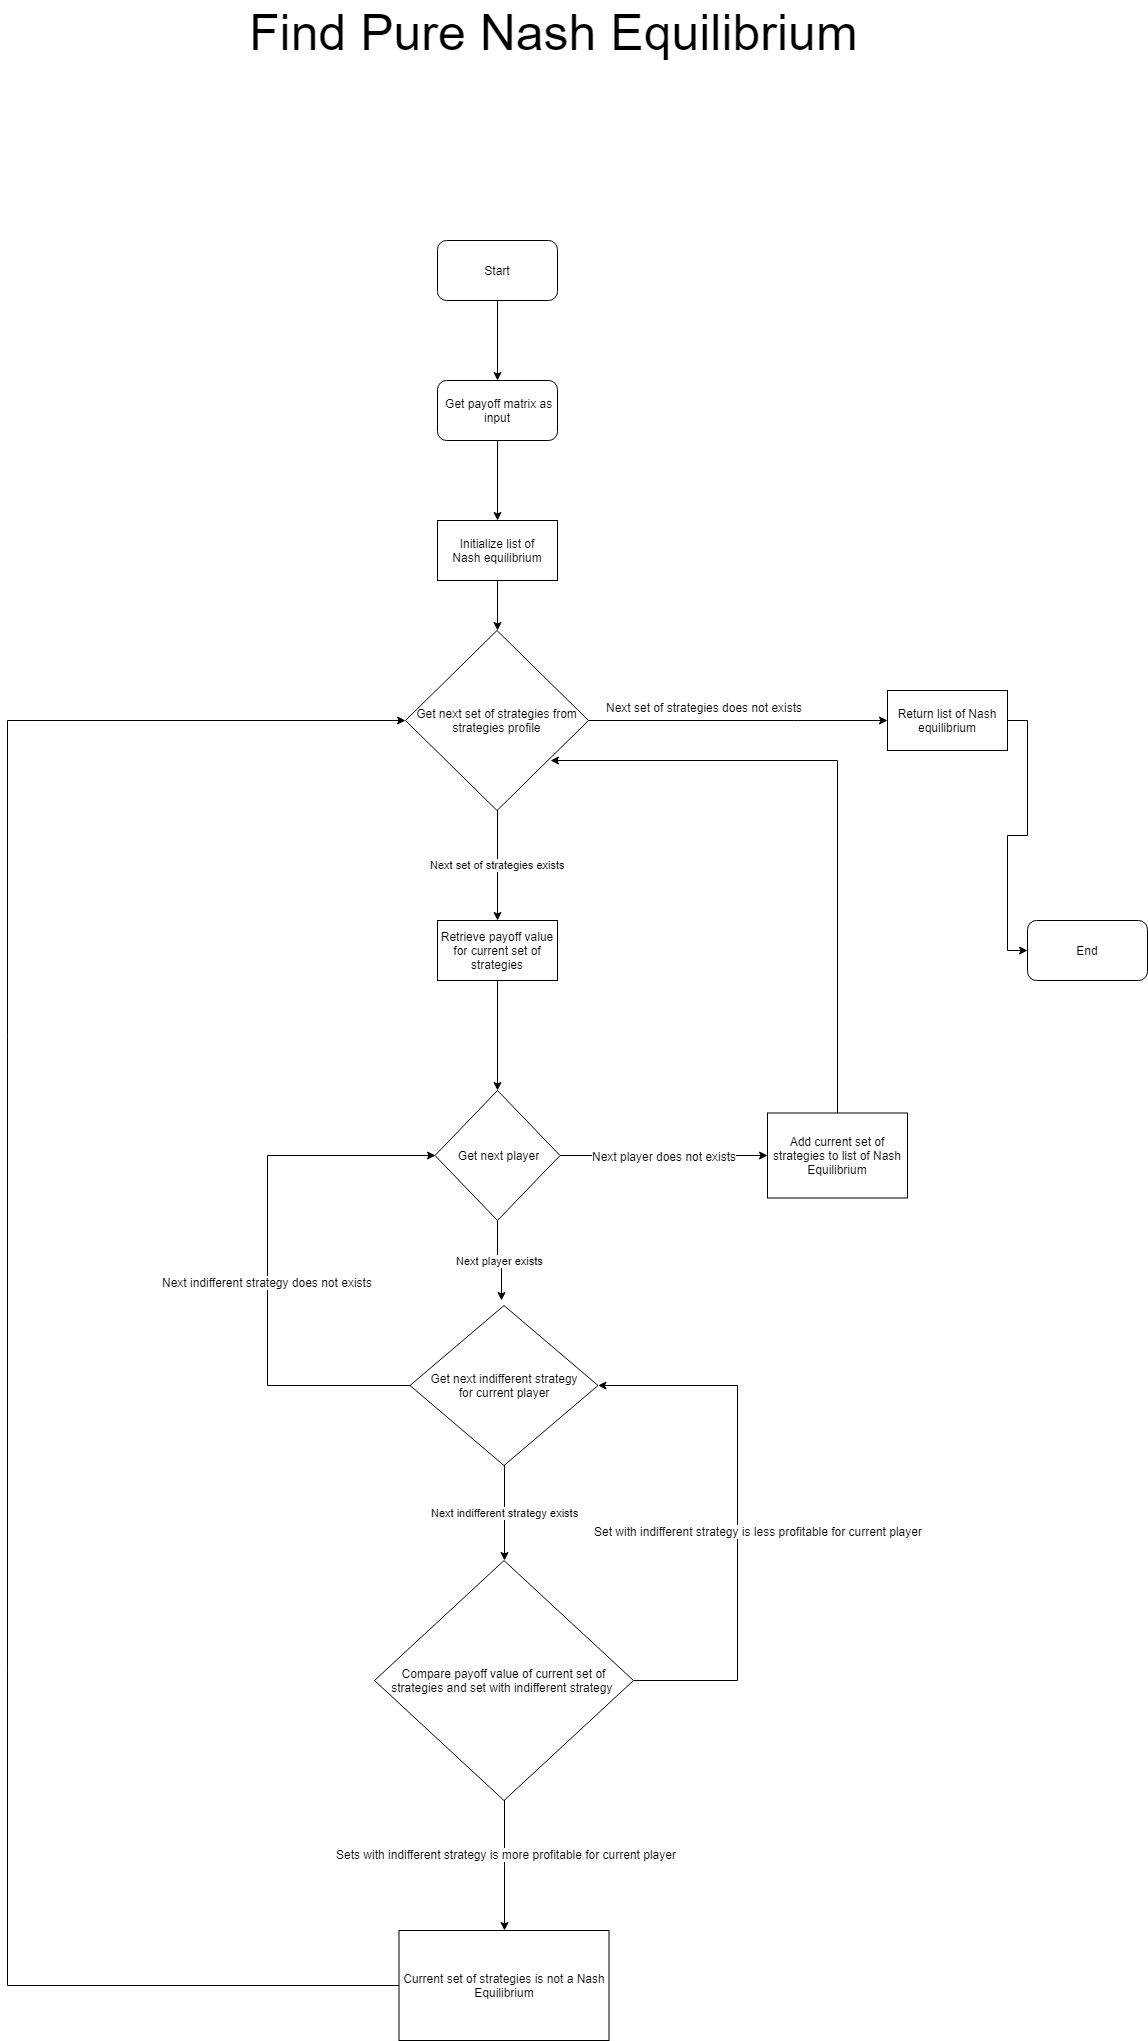 Find Pure Nash Equilibrium
Start
Get payoff matrix as
input
Initialize list of
Nash equilibrium
Get next set of strategies from
strategies profile
Next set of strategies does not exists
Return list of Nash
equilibrium
Next set of strategies exists
Retrieve payoff value
for current set of
strategies
End
Get next player
Next player does not exists
Add current set of
strategies to list of Nash
Equilibrium
Next player exists
Next indifferent strategy does not exists
Get next indifferent strategy
for current player
Next indifferent strategy exists
Set with indifferent strategy is less profitable for current player
Compare payoff value of current set of
strategies and set with indifferent strategy
Sets with indifferent strategy is more profitable for current player
Current set of strategies is not a Nash
Equilibrium